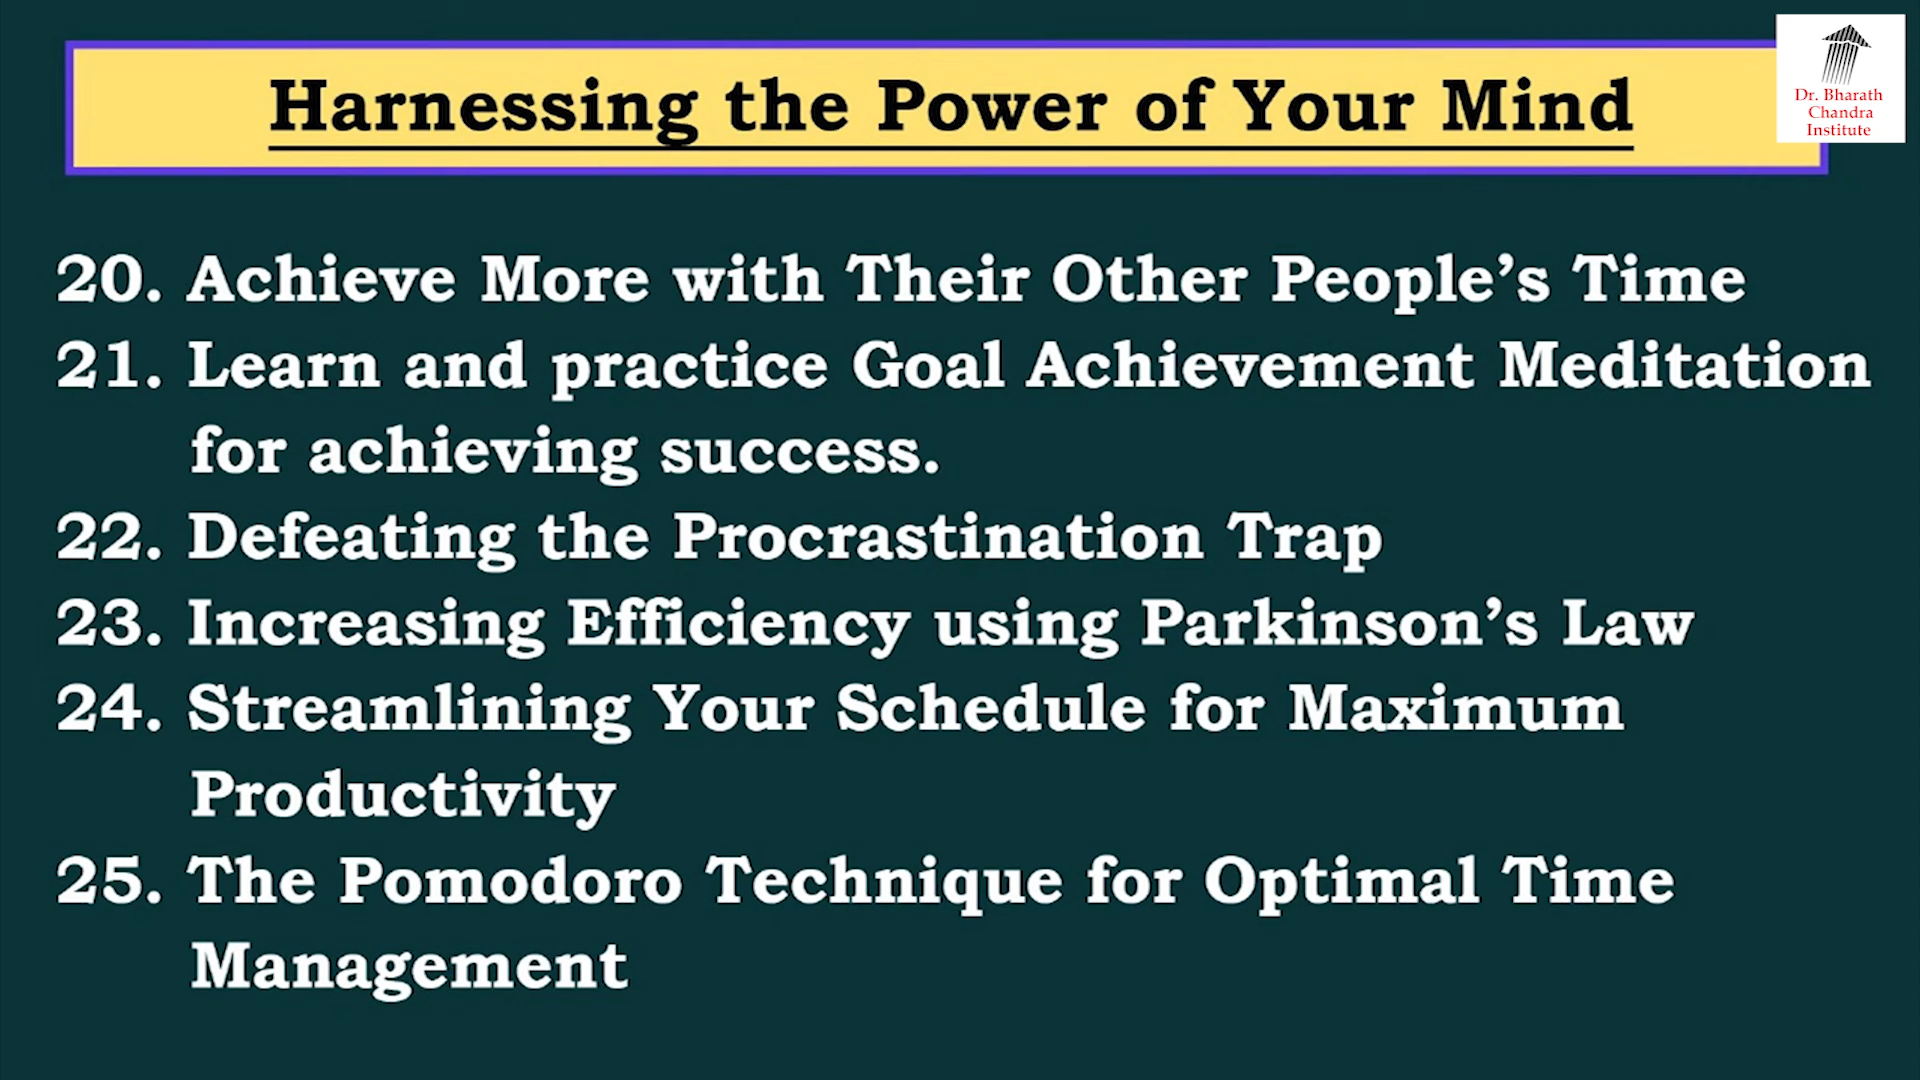 Harnessing the Power of Your Mind
Dr. Bharath
Chandra
Institute
20. Achieve More with Their Other People’s Time
21. Learn and practice Goal Achievement Meditation
for achieving success.
22. Defeating the Procrastination Trap
23. Increasing Efficiency using Parkinson’s Law
24. Streamlining Your Schedule for Maximum
Productivity
25. The Pomodoro Technique for Optimal Time
Management